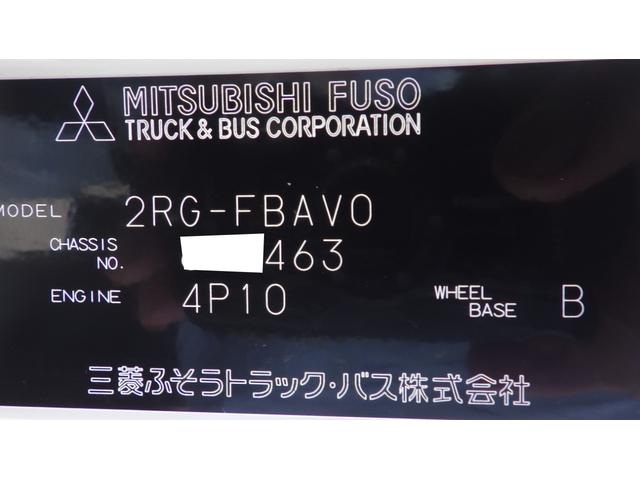 MITSUBISHI FUSO
TRUCK & BUS CORPORATION
MODEL 2RG-FBAV0
CHASSIS NO. 463
ENGINE 4P10 WHEEL BASE B
三菱ふそうトラック・バス株式会社